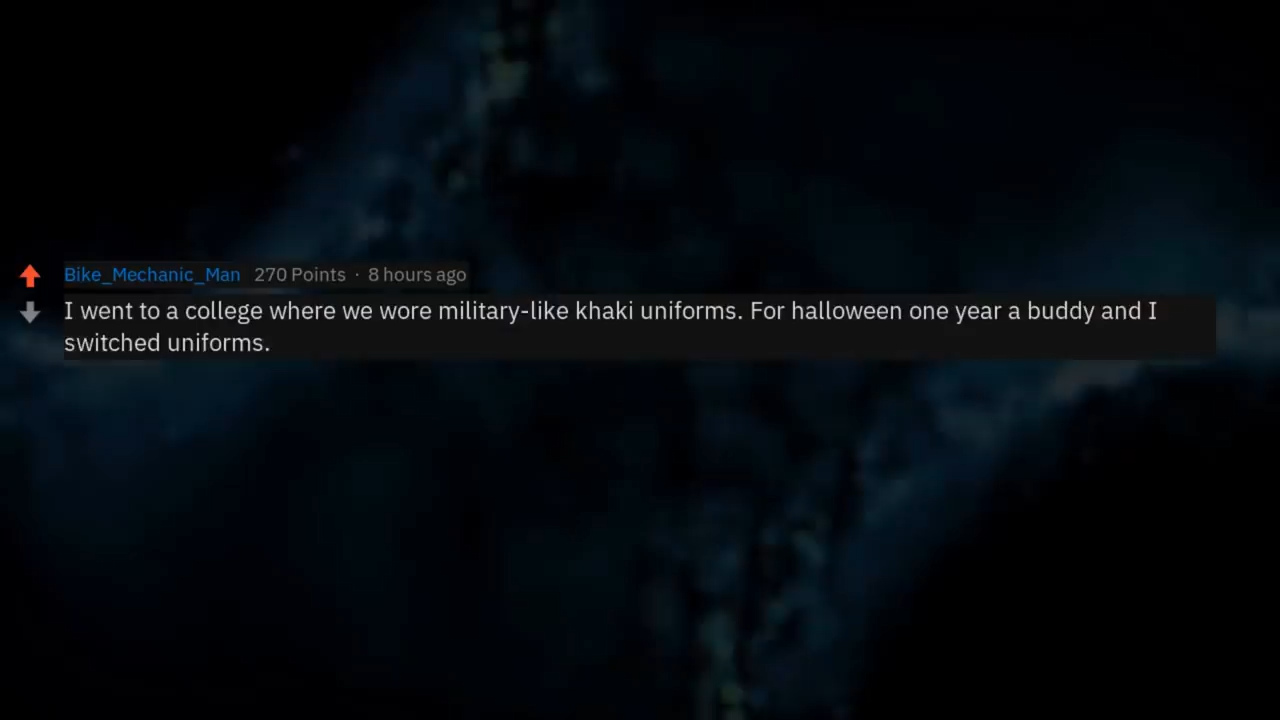 Bike_Mechanic_Man 270 Points · 8 hours ago
I went to a college where we wore military-like khaki uniforms. For halloween one year a buddy and I
switched uniforms.